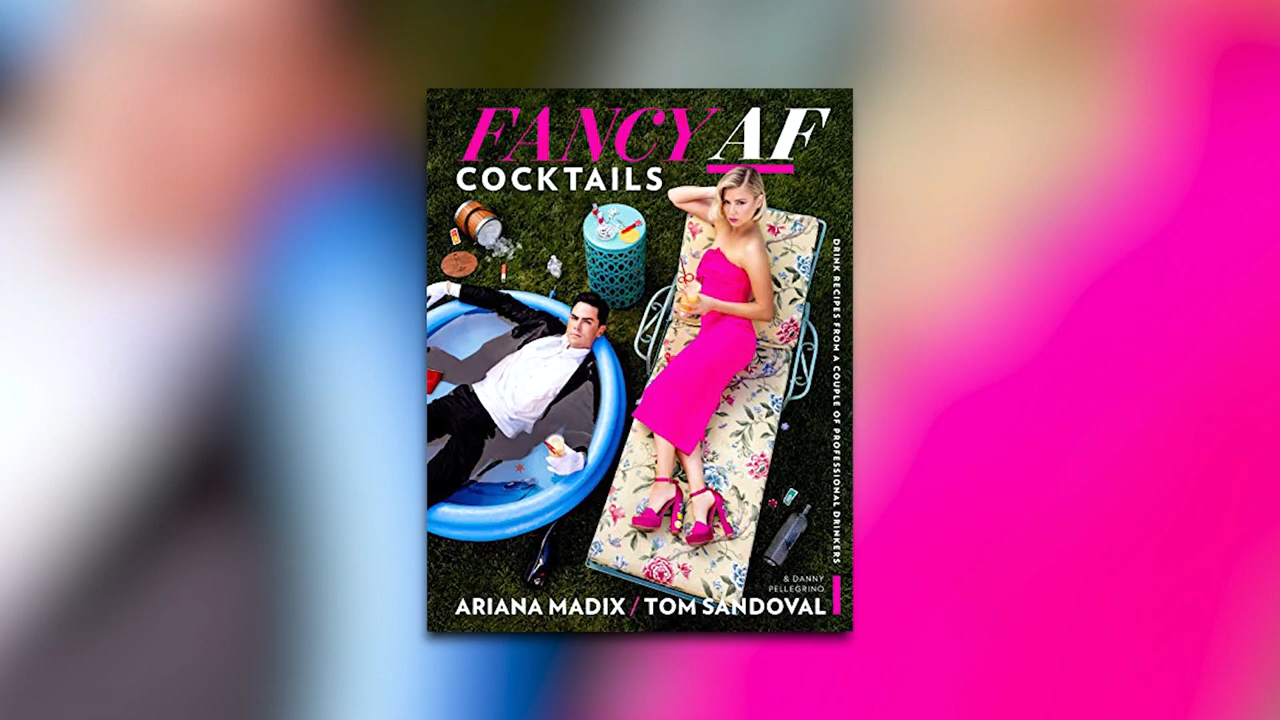 FANCY AF
COCKTAILS
DRINK RECIPES FROM A COUPLE OF PROFESSIONAL DRINKERS
& DANNY
PELLEGRINO
ARIANA MADIX / TOM SANDOVAL